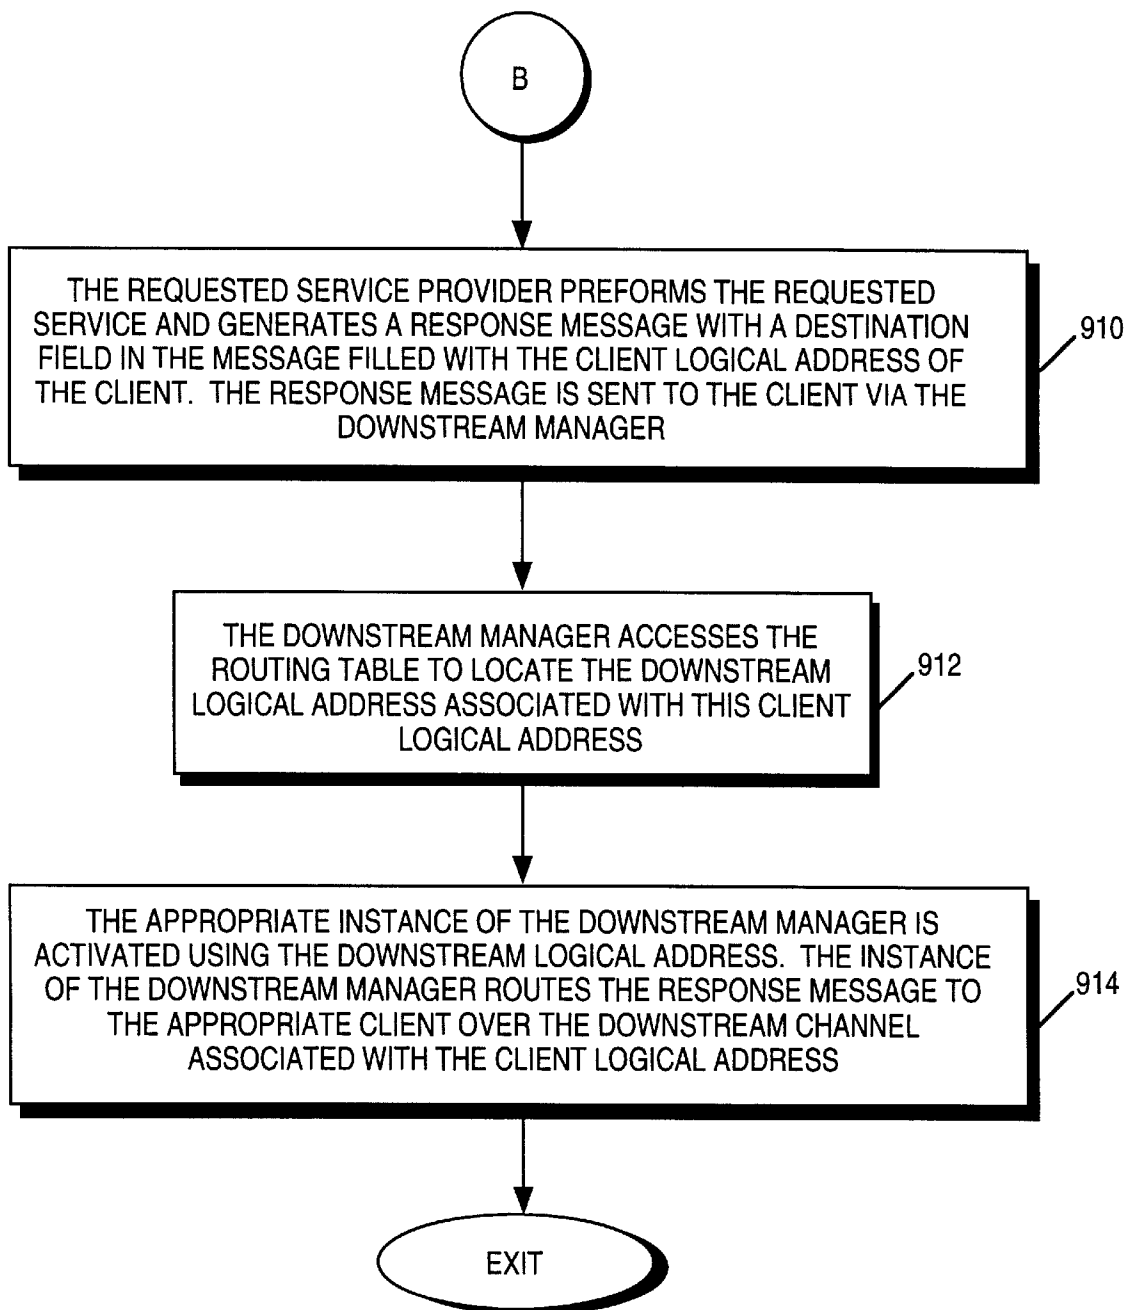 B
THE REQUESTED SERVICE PROVIDER PREFORMS THE REQUESTED
SERVICE AND GENERATES A RESPONSE MESSAGE WITH A DESTINATION
FIELD IN THE MESSAGE FILLED WITH THE CLIENT LOGICAL ADDRESS OF
THE CLIENT. THE RESPONSE MESSAGE IS SENT TO THE CLIENT VIA THE
DOWNSTREAM MANAGER
910
THE DOWNSTREAM MANAGER ACCESSES THE
ROUTING TABLE TO LOCATE THE DOWNSTREAM
LOGICAL ADDRESS ASSOCIATED WITH THIS CLIENT
LOGICAL ADDRESS
912
THE APPROPRIATE INSTANCE OF THE DOWNSTREAM MANAGER IS
ACTIVATED USING THE DOWNSTREAM LOGICAL ADDRESS. THE INSTANCE
OF THE DOWNSTREAM MANAGER ROUTES THE RESPONSE MESSAGE TO
THE APPROPRIATE CLIENT OVER THE DOWNSTREAM CHANNEL
ASSOCIATED WITH THE CLIENT LOGICAL ADDRESS
914
EXIT